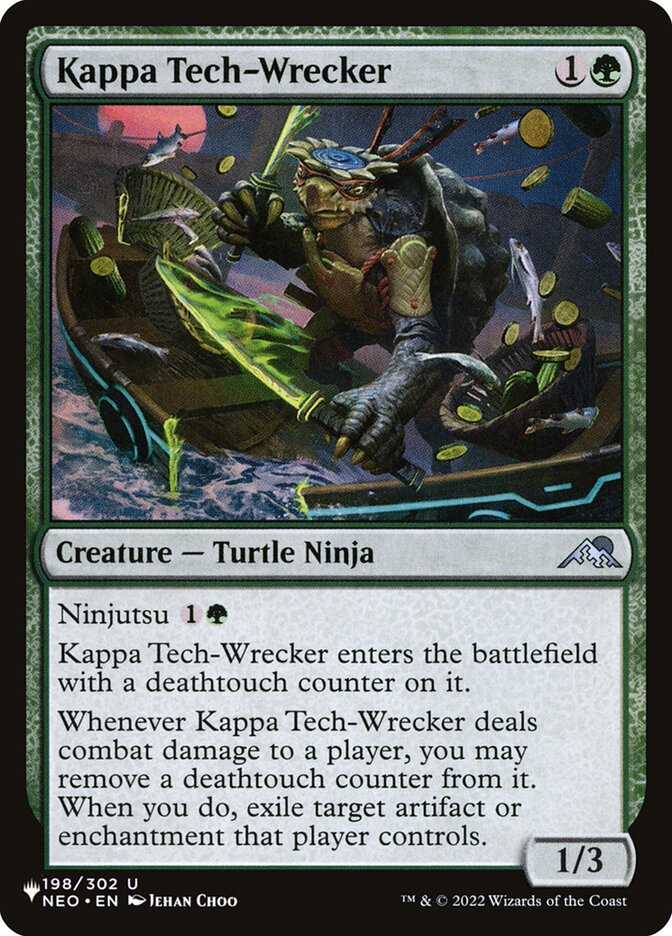 Kappa Tech-Wrecker 1
Creature — Turtle Ninja
Ninjutsu 1
Kappa Tech-Wrecker enters the battlefield
with a deathtouch counter on it.
Whenever Kappa Tech-Wrecker deals
combat damage to a player, you may
remove a deathtouch counter from it.
When you do, exile target artifact or
enchantment that player controls.
1/3
198/302 U
NEO • EN Jehan Choo
™ & © 2022 Wizards of the Coast